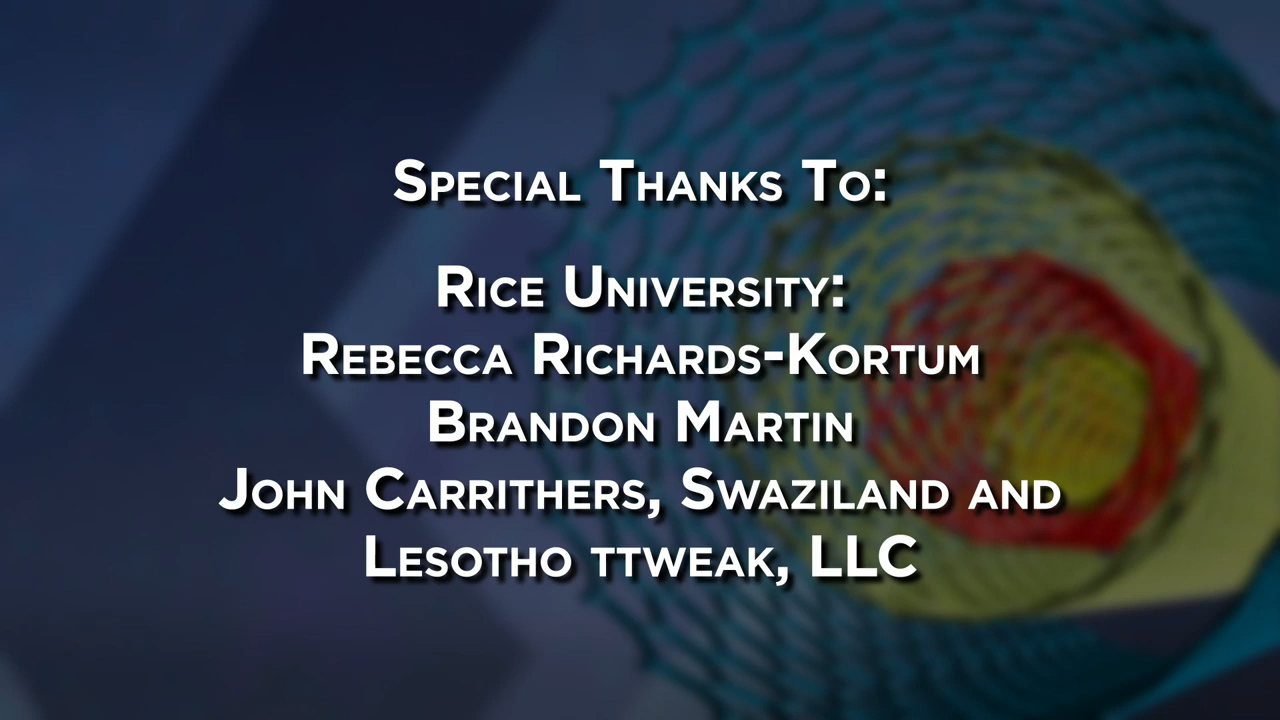 Special Thanks To:
Rice University:
Rebecca Richards-Kortum
Brandon Martin
John Carrithers, Swaziland and
Lesotho ttweak, LLC